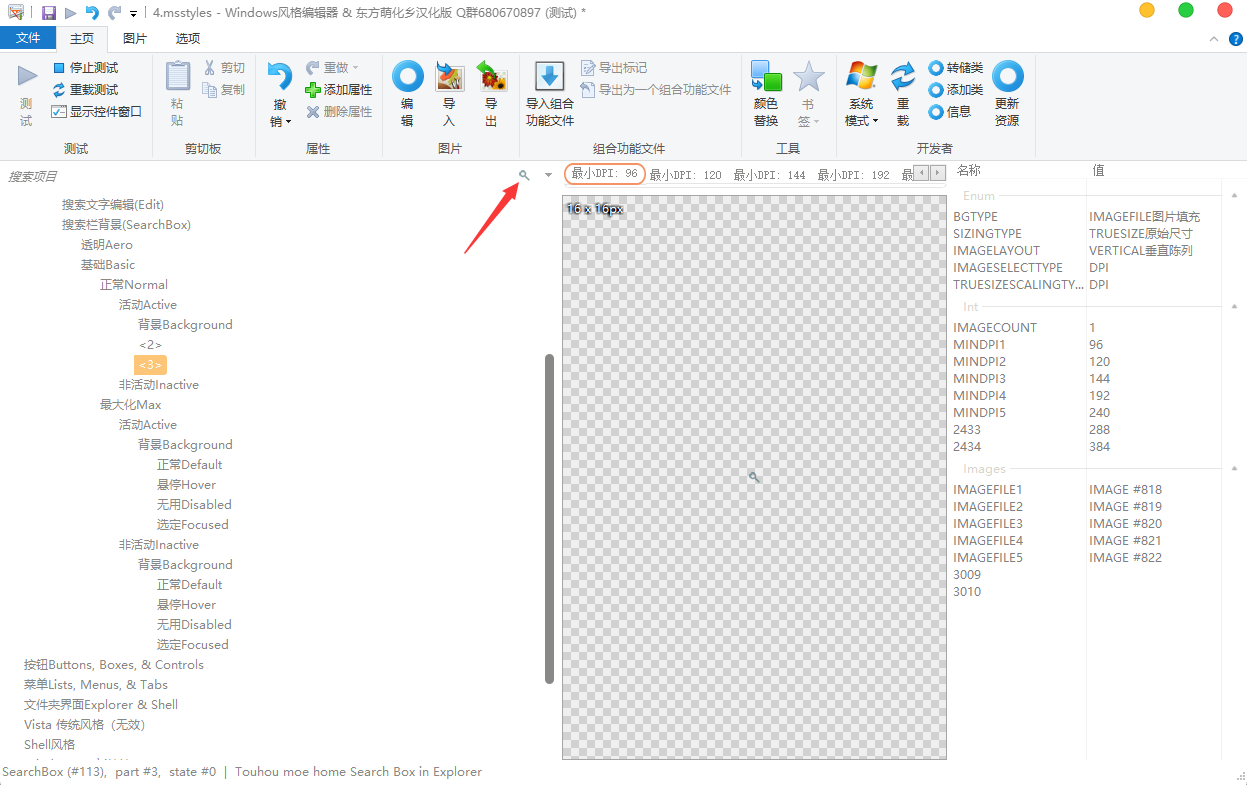 4.msstyles - Windows风格编辑器 & 东方萌化乡汉化版 Q群680670897 (测试) *
文件 主页 图片 选项
测试
停止测试
重载测试
显示控件窗口
测试
粘贴
剪切
复制
剪切板
撤销
重做
添加属性
删除属性
属性
编辑
导入
导出
图片
导入组合功能文件
导出标记
导出为一个组合功能文件
组合功能文件
颜色替换
书签
工具
系统模式
重载
转储类
添加类
信息
更新资源
开发者
搜索项目
搜索文字编辑(Edit)
搜索栏背景(SearchBox)
透明Aero
基础Basic
正常Normal
活动Active
背景Background
<2>
<3>
非活动Inactive
最大化Max
活动Active
背景Background
正常Default
悬停Hover
无用Disabled
选定Focused
非活动Inactive
背景Background
正常Default
悬停Hover
无用Disabled
选定Focused
按钮Buttons, Boxes, & Controls
菜单Lists, Menus, & Tabs
文件夹界面Explorer & Shell
Vista 传统风格（无效）
Shell风格
最小DPI: 96 最小DPI: 120 最小DPI: 144 最小DPI: 192 最
16 x 16px
名称 值
Enum
BGTYPE IMAGEFILE图片填充
SIZINGTYPE TRUESIZE原始尺寸
IMAGELAYOUT VERTICAL垂直陈列
IMAGESELECTTYPE DPI
TRUESIZESCALINGTY... DPI
Int
IMAGECOUNT 1
MINDPI1 96
MINDPI2 120
MINDPI3 144
MINDPI4 192
MINDPI5 240
2433 288
2434 384
Images
IMAGEFILE1 IMAGE #818
IMAGEFILE2 IMAGE #819
IMAGEFILE3 IMAGE #820
IMAGEFILE4 IMAGE #821
IMAGEFILE5 IMAGE #822
3009
3010
SearchBox (#113), part #3, state #0 | Touhou moe home Search Box in Explorer